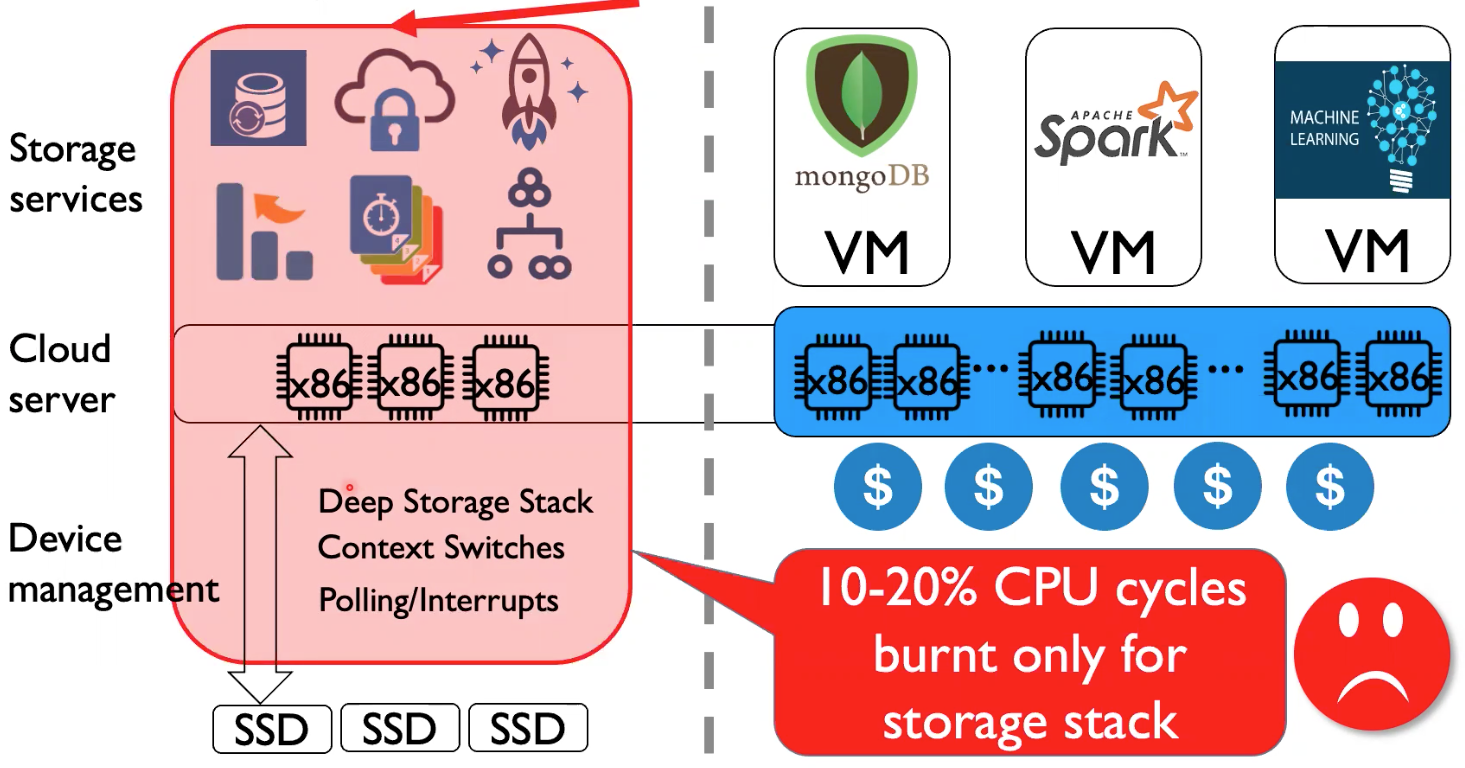 Storage
services
mongoDB
VM
APACHE
Spark™
VM
MACHINE
LEARNING
VM
Cloud
server
x86
x86
x86
x86
x86
...
x86
x86
...
x86
x86
$
$
$
$
$
Device
management
Deep Storage Stack
Context Switches
Polling/Interrupts
10-20% CPU cycles
burnt only for
storage stack
SSD
SSD
SSD